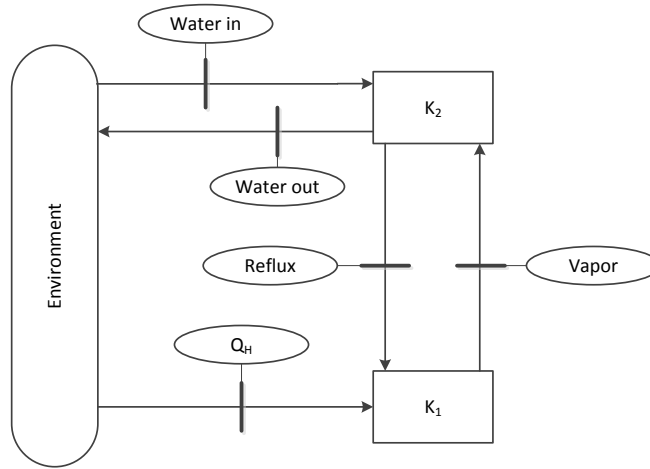 Water in
K₂
Water out
Environment
Reflux
Vapor
Q_H
K₁